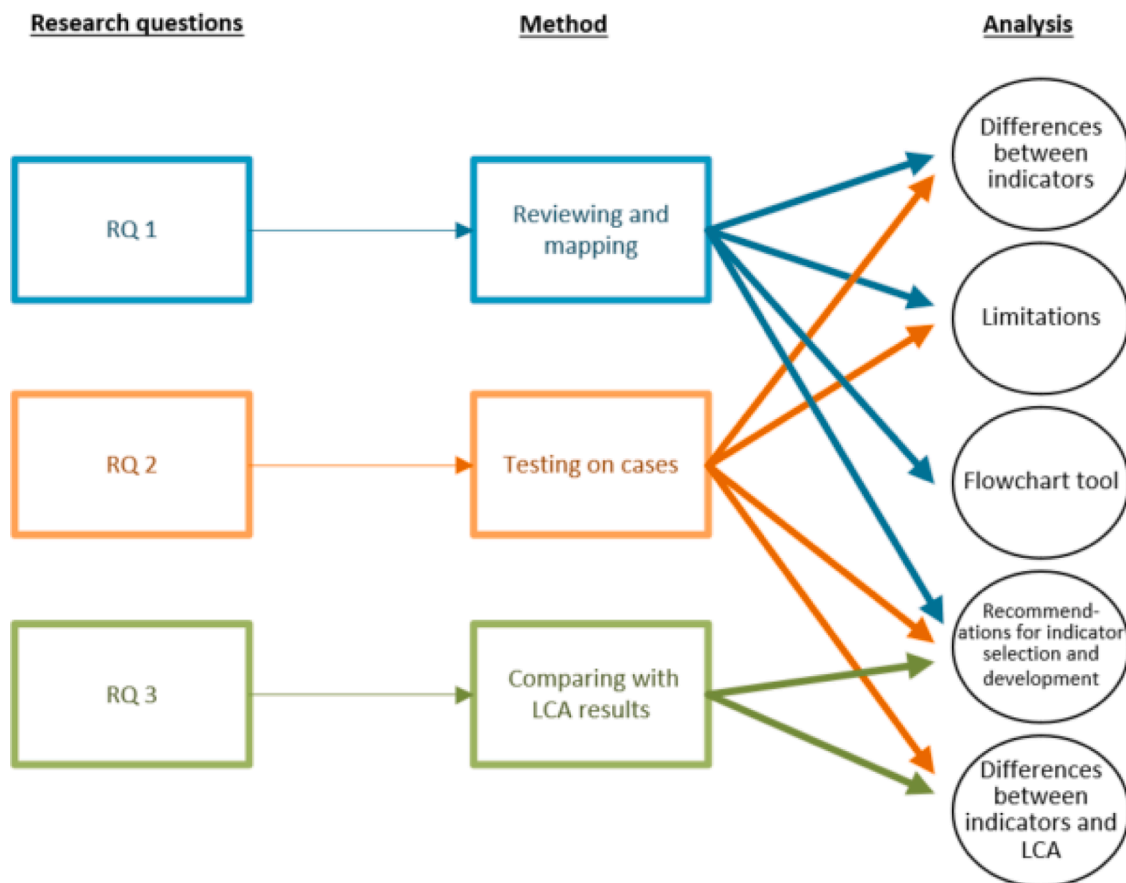 Research questions
Method
Analysis
RQ 1
Reviewing and
mapping
Differences
between
indicators
Limitations
RQ 2
Testing on cases
Flowchart tool
RQ 3
Comparing with
LCA results
Recommend-
ations for indicator
selection and
development
Differences
between
indicators and
LCA